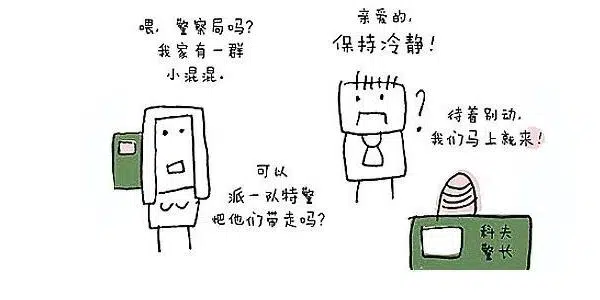 喂，警察局吗？
我家有一群
小混混．
可以
派一队特警
把他们带走吗？
亲爱的，
保持冷静！
？
待着别动，
我们马上就来！
科夫
警长